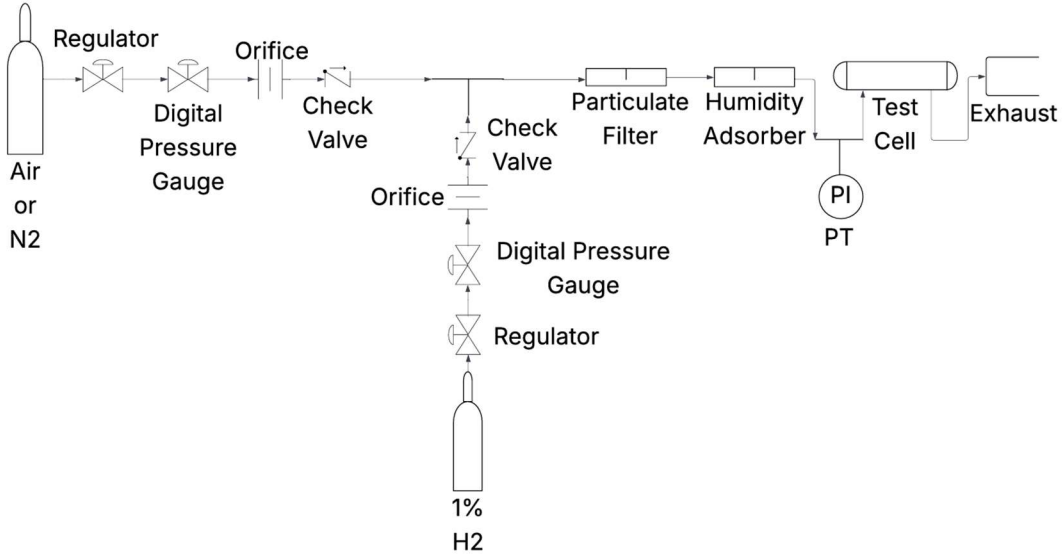 Regulator
Orifice
Digital
Pressure
Gauge
Check
Valve
Air
or
N2
Check
Valve
Orifice
Digital Pressure
Gauge
Regulator
1%
H2
Particulate
Filter
Humidity
Adsorber
PI
PT
Test
Cell
Exhaust